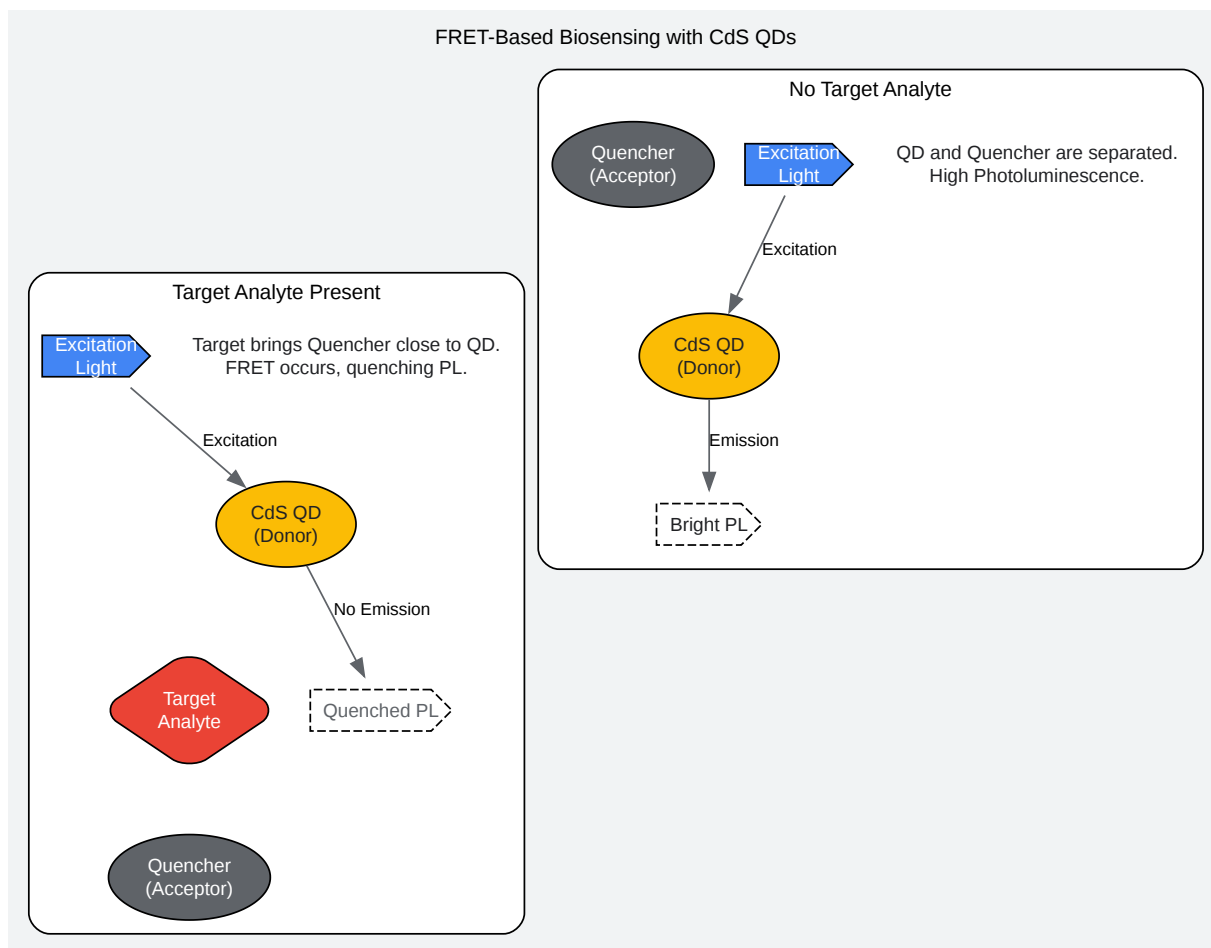 FRET-Based Biosensing with CdS QDs
No Target Analyte
Quencher
(Acceptor)
Excitation
Light
QD and Quencher are separated.
High Photoluminescence.
Excitation
CdS QD
(Donor)
Emission
Bright PL
Target Analyte Present
Excitation
Light
Target brings Quencher close to QD.
FRET occurs, quenching PL.
Excitation
CdS QD
(Donor)
No Emission
Target
Analyte
Quenched PL
Quencher
(Acceptor)